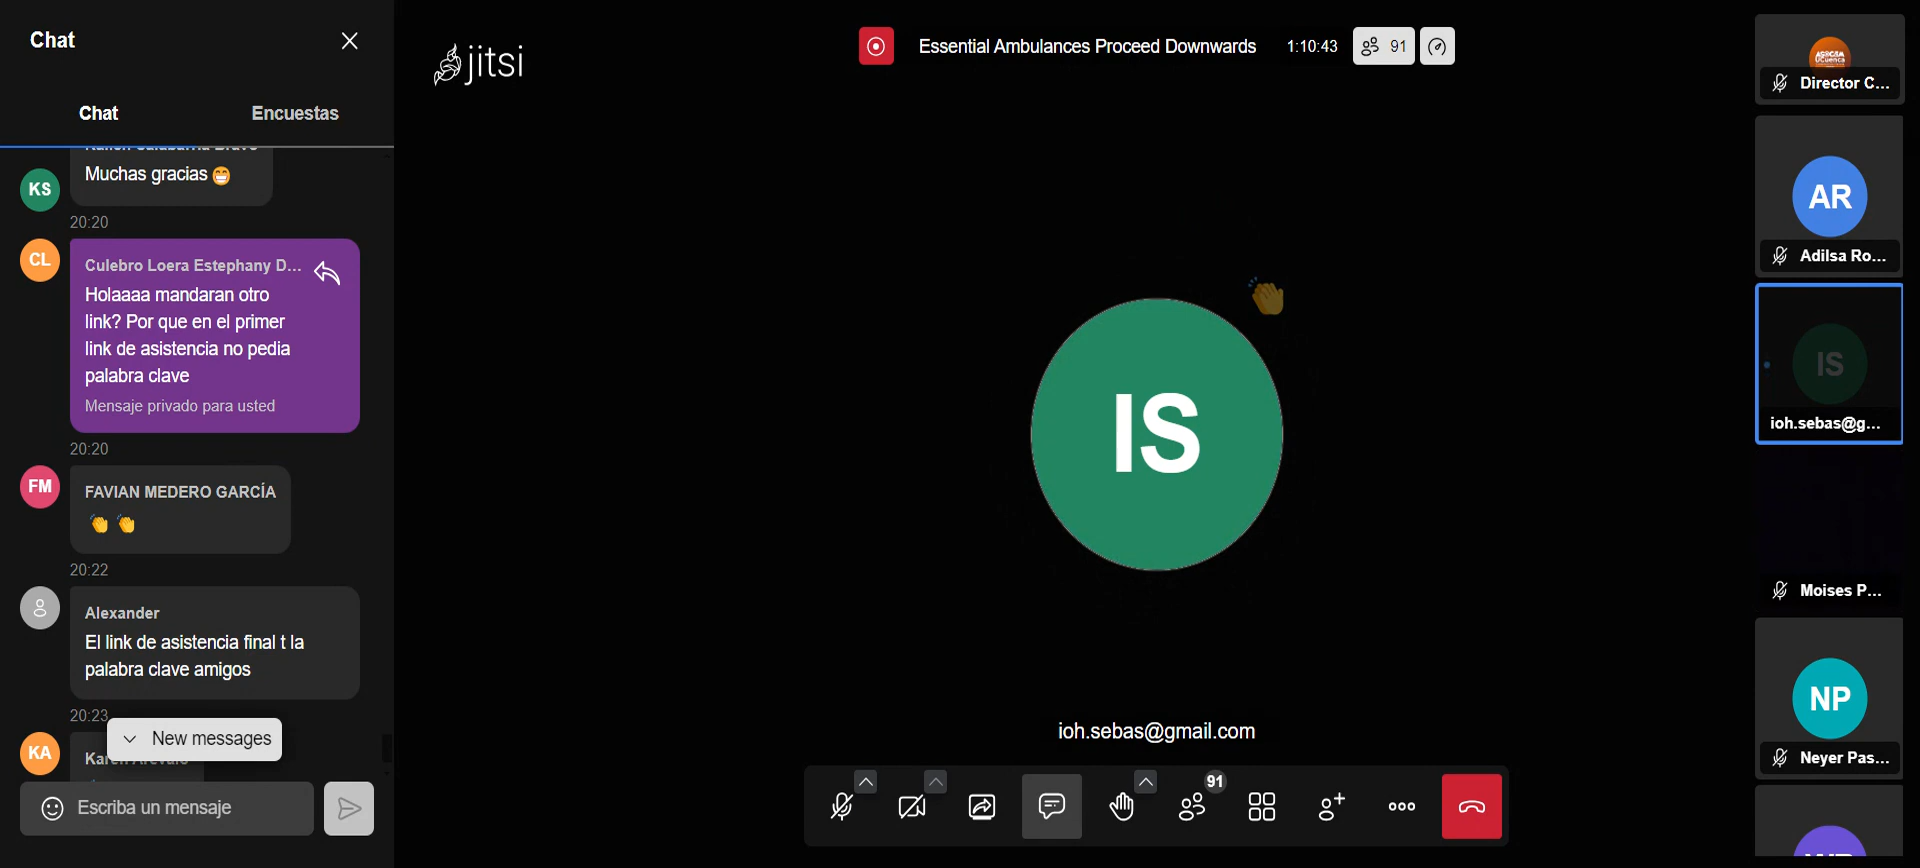 Chat
Chat
Encuestas
Muchas gracias
KS
20:20
CL
Culebro Loera Estephany D...
Holaaaa mandaran otro
link? Por que en el primer
link de asistencia no pedia
palabra clave
Mensaje privado para usted
20:20
FM
FAVIAN MEDERO GARCÍA
20:22
Alexander
El link de asistencia final t la
palabra clave amigos
20:23
New messages
KA
Escriba un mensaje
jitsi
Essential Ambulances Proceed Downwards
1:10:43
91
IS
ioh.sebas@gmail.com
91
UCuenca
Director C...
AR
Adilsa Ro...
IS
ioh.sebas@g...
Moises P...
NP
Neyer Pas...